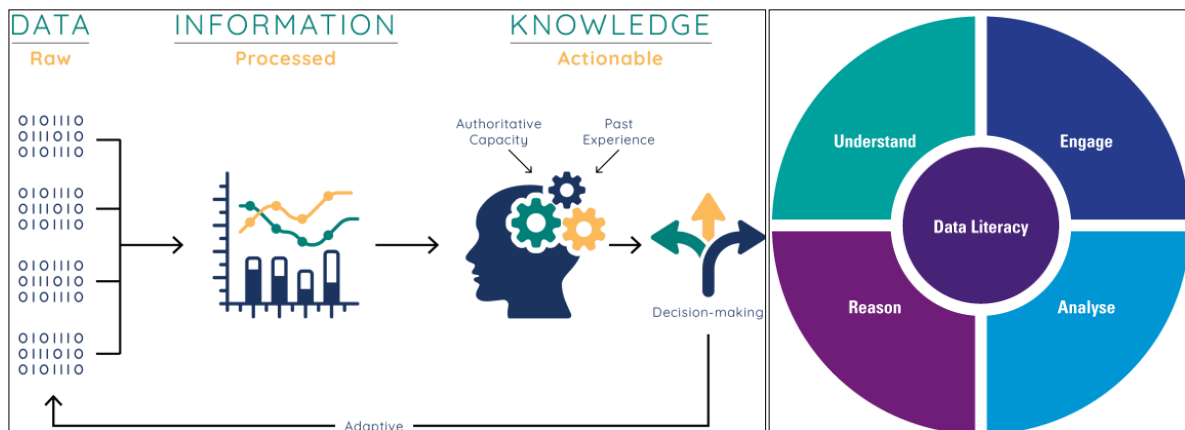 DATA
Raw
INFORMATION
Processed
KNOWLEDGE
Actionable
0101110
0111010
0101110
0101110
0111010
0101110
0101110
0111010
0101110
0101110
0111010
0101110
Authoritative
Capacity
Past
Experience
Decision-making
Adaptive
Understand
Engage
Data Literacy
Reason
Analyse